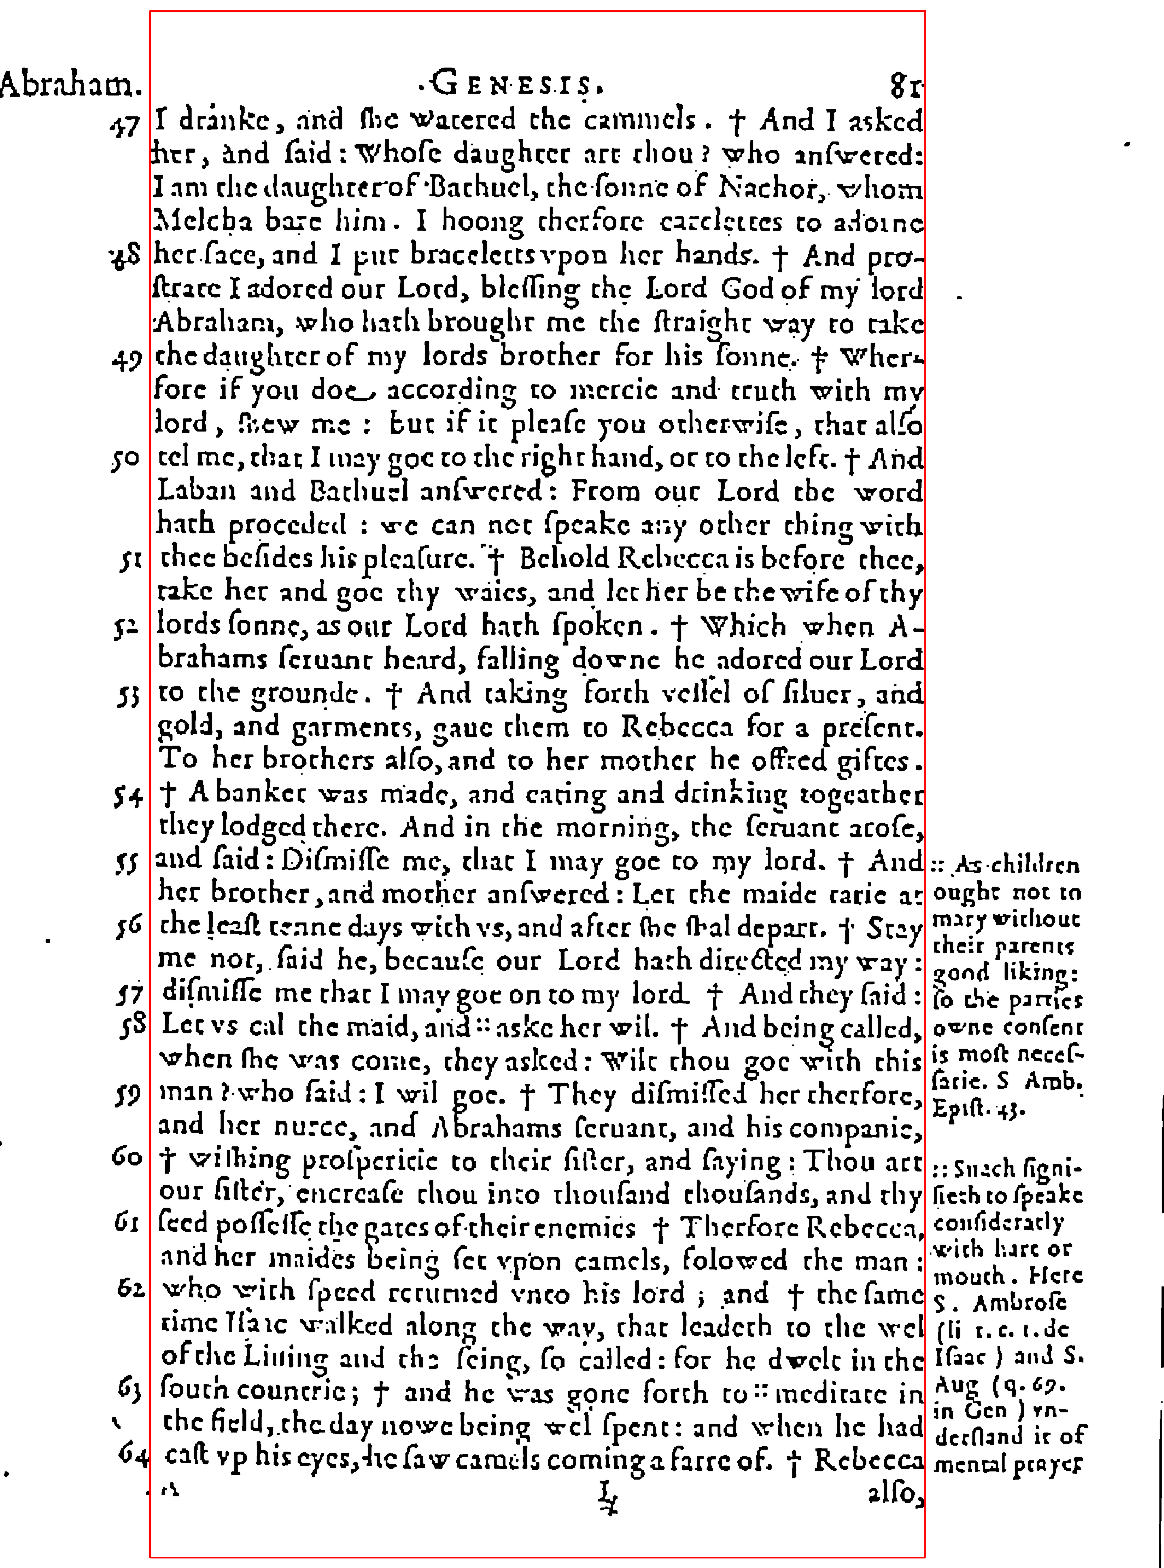 Abraham. GENESIS. 81
47 I dranke, and ſhe watered the cammels. † And I asked
her, and ſaid: Whoſe daughter art thou? who anſwered:
I am the daughter of Bathuel, the ſonne of Nachor, whom
Melcha bare him. I hoong therfore earelettes to adoine
48 her face, and I put braceletts vpon her hands. † And pro-
ſtrate I adored our Lord, bleſſing the Lord God of my lord
Abraham, who hath brought me the ſtraight way to take
49 the daughter of my lords brother for his ſonne. † Wher-
fore if you doe according to mercie and truth with my
lord, ſhew me: but if it pleaſe you otherwiſe, that alſo
50 tel me, that I may goe to the right hand, or to the left. † And
Laban and Bathuel anſwered: From our Lord the word
hath proceded: we can not ſpeake any other thing with
51 thee beſides his pleaſure. † Behold Rebecca is before thee,
take her and goe thy waies, and let her be the wife of thy
52 lords ſonne, as our Lord hath ſpoken. † Which when A-
brahams ſeruant heard, falling downe he adored our Lord
53 to the grounde. † And taking forth veſſel of ſiluer, and
gold, and garments, gaue them to Rebecca for a preſent.
To her brothers alſo, and to her mother he offred giftes.
54 † A banket was made, and eating and drinking togeather
they lodged there. And in the morning, the ſeruant aroſe,
55 and ſaid: Diſmiſſe me, that I may goe to my lord. † And
her brother, and mother anſwered: Let the maide tarie at
56 the leaſt tenne days with vs, and after ſhe ſhal depart. † Stay
me not, ſaid he, becauſe our Lord hath directed my way:
57 diſmiſſe me that I may goe on to my lord. † And they ſaid:
58 Let vs cal the maid, and :: aske her wil. † And being called,
when ſhe was come, they asked: Wilt thou goe with this
59 man? who ſaid: I wil goe. † They diſmiſſed her therfore,
and her nurce, and Abrahams ſeruant, and his companie,
60 † wiſhing proſperitie to their ſiſter, and ſaying: Thou art
our ſiſter, encreaſe thou into thouſand thouſands, and thy
61 ſeed poſſeſſe the gates of their enemies † Therfore Rebecca,
and her maides being ſet vpon camels, folowed the man:
62 who with ſpeed returned vnto his lord; and † the ſame
time Iſaac walked along the way, that leadeth to the wel
of the Liuing and the ſeing, ſo called: for he dwelt in the
63 ſouth countrie; † and he was gone forth to :: meditate in
the field, the day nowe being wel ſpent: and when he had
64 caſt vp his eyes, he ſaw camels coming a farre of. † Rebecca
L
alſo,
:: As children
ought not to
mary without
their parents
good liking:
ſo the parties
owne conſent
is moſt neceſ-
ſarie. S Amb.
Epiſt. 43.
:: Such ſigni-
fieth to ſpeake
conſideratly
with hart or
mouth. Here
S. Ambroſe
(li 1. c. 1. de
Iſaac) and S.
Aug (q. 69.
in Gen) vn-
derſtand it of
mental prayer